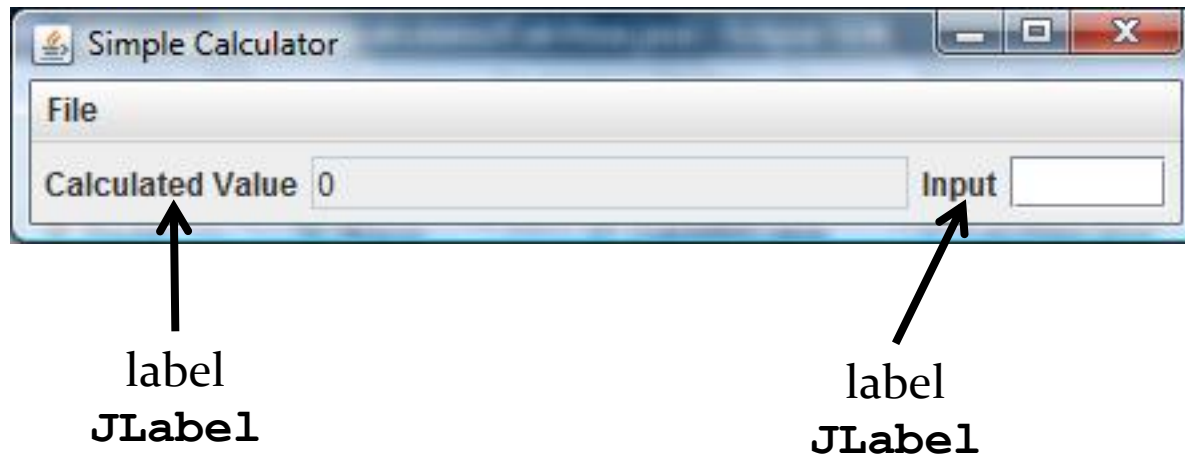 Simple Calculator
File
Calculated Value 0 Input
label label
JLabel JLabel